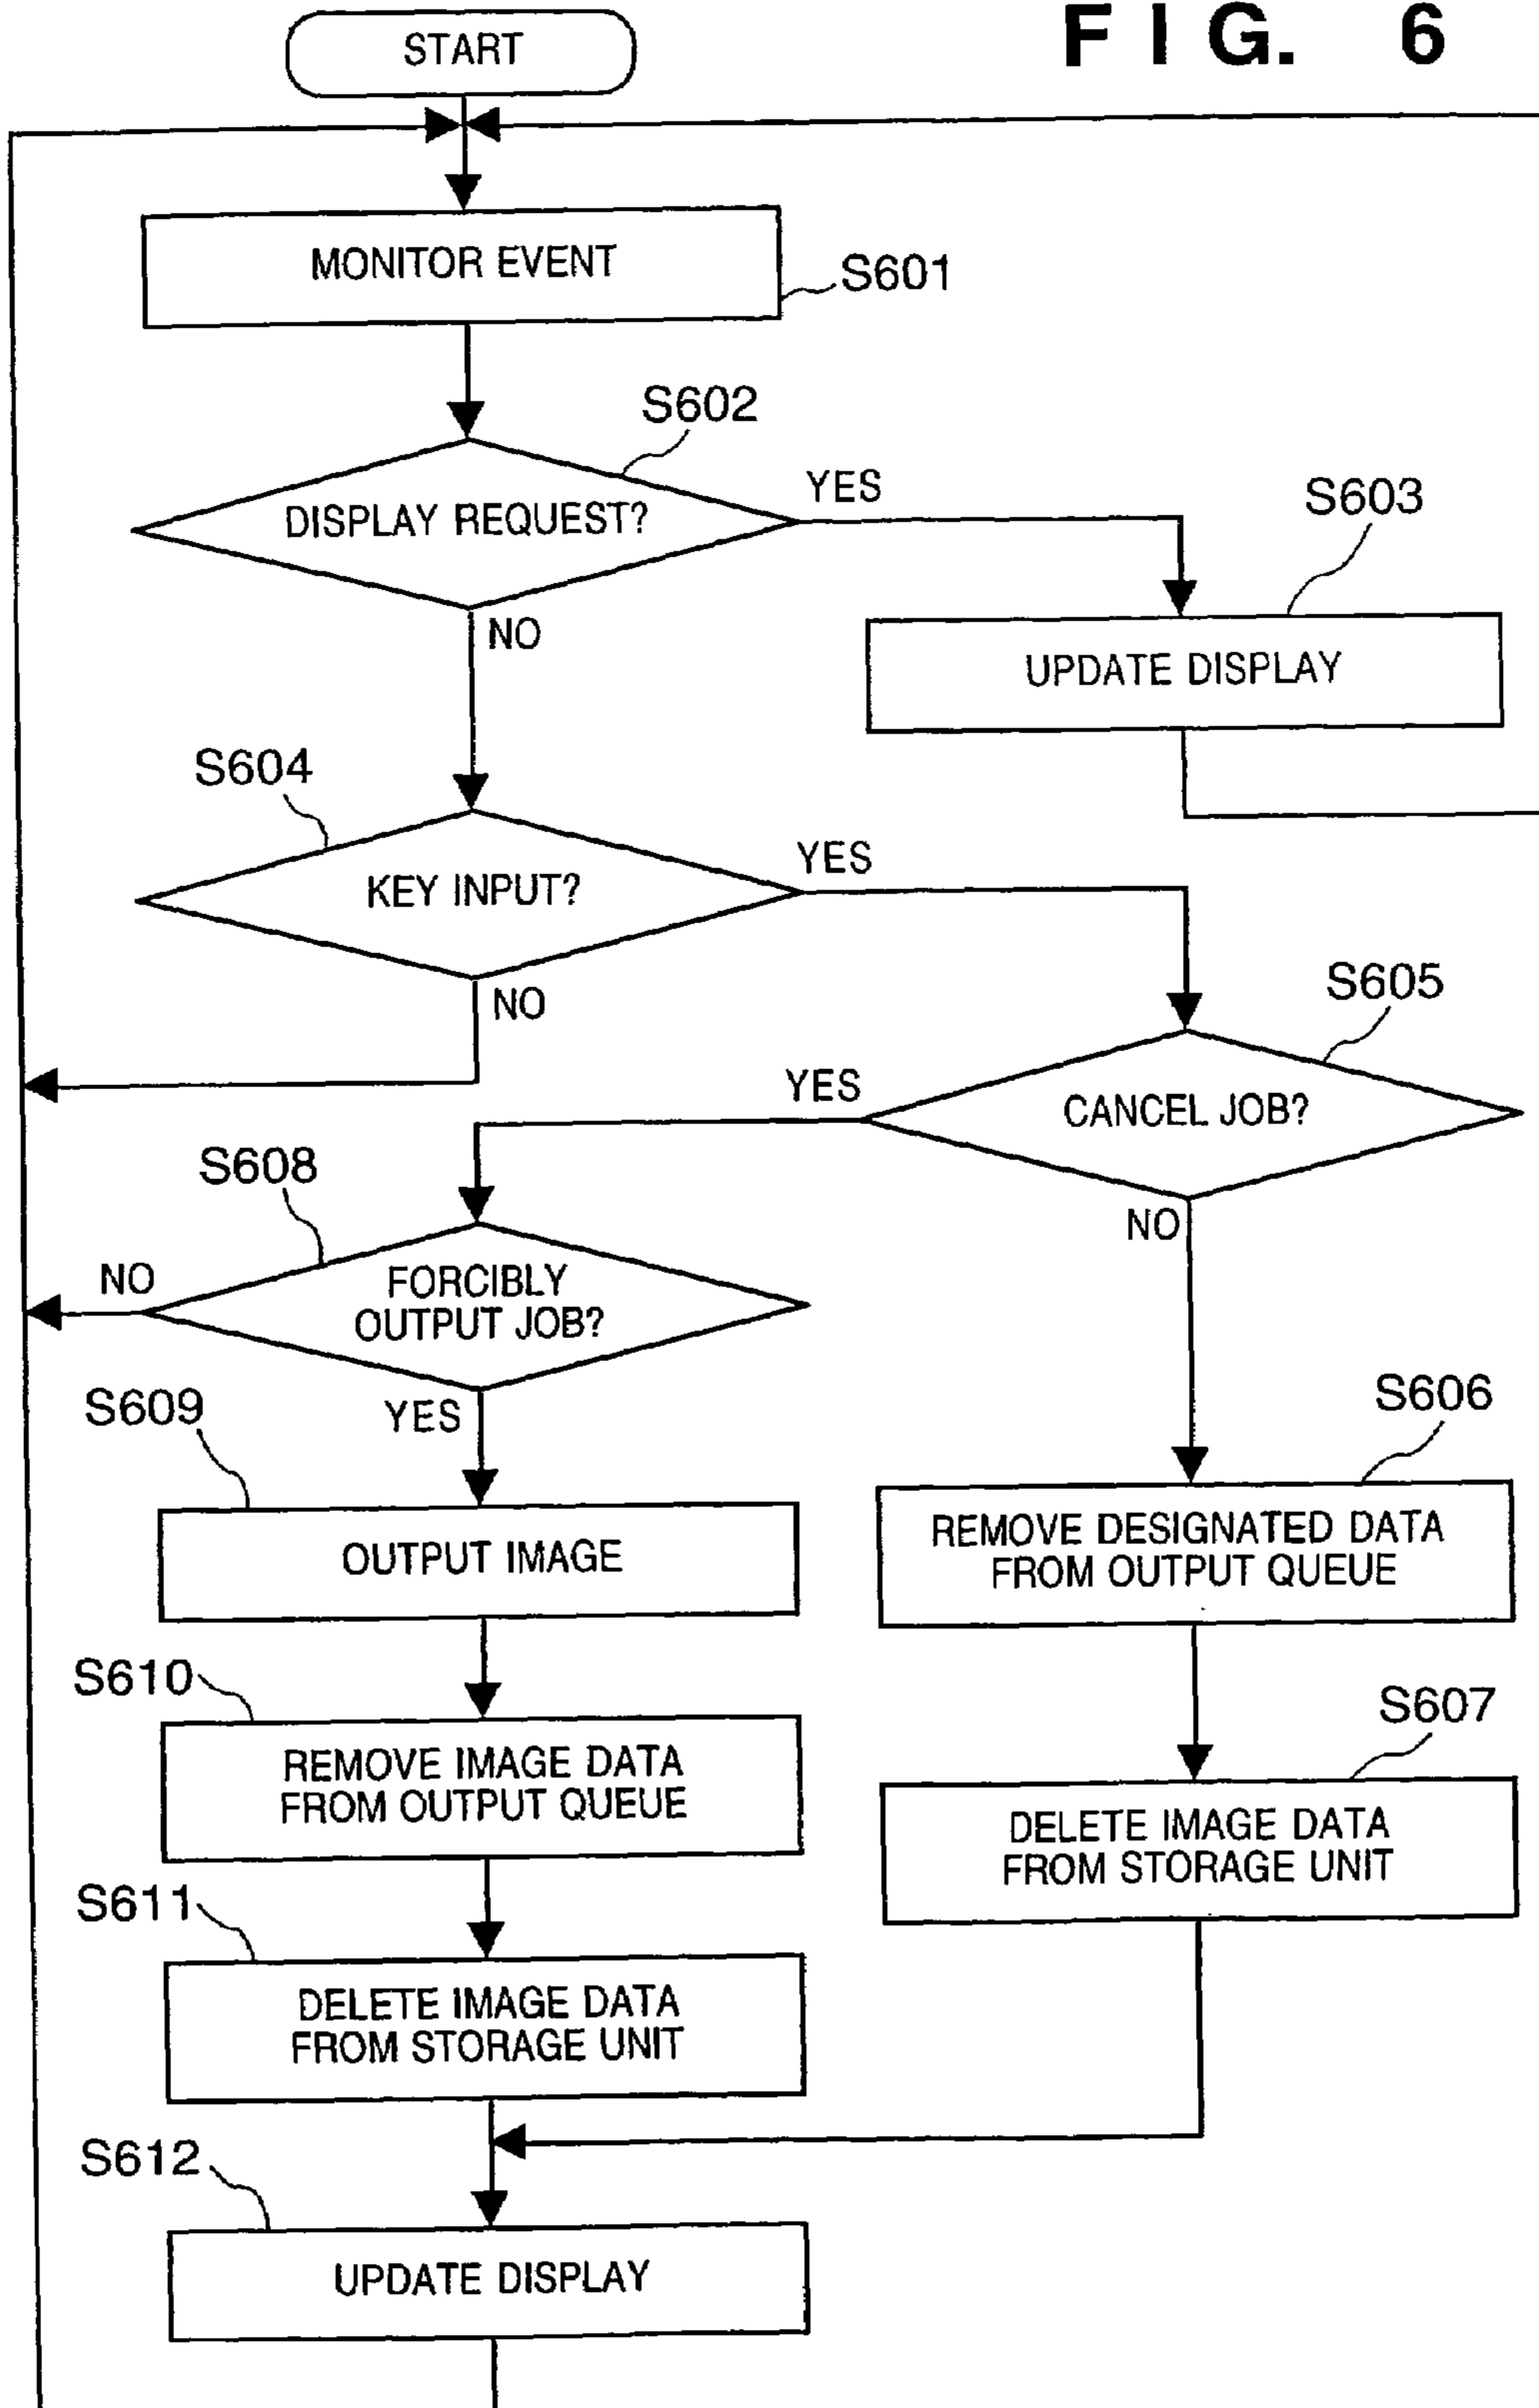 FIG. 6
START
MONITOR EVENT
S601
S602
DISPLAY REQUEST?
YES
NO
S603
UPDATE DISPLAY
S604
KEY INPUT?
YES
NO
S605
CANCEL JOB?
YES
NO
S608
FORCIBLY
OUTPUT JOB?
NO
YES
S606
REMOVE DESIGNATED DATA
FROM OUTPUT QUEUE
S609
OUTPUT IMAGE
S607
DELETE IMAGE DATA
FROM STORAGE UNIT
S610
REMOVE IMAGE DATA
FROM OUTPUT QUEUE
S611
DELETE IMAGE DATA
FROM STORAGE UNIT
S612
UPDATE DISPLAY